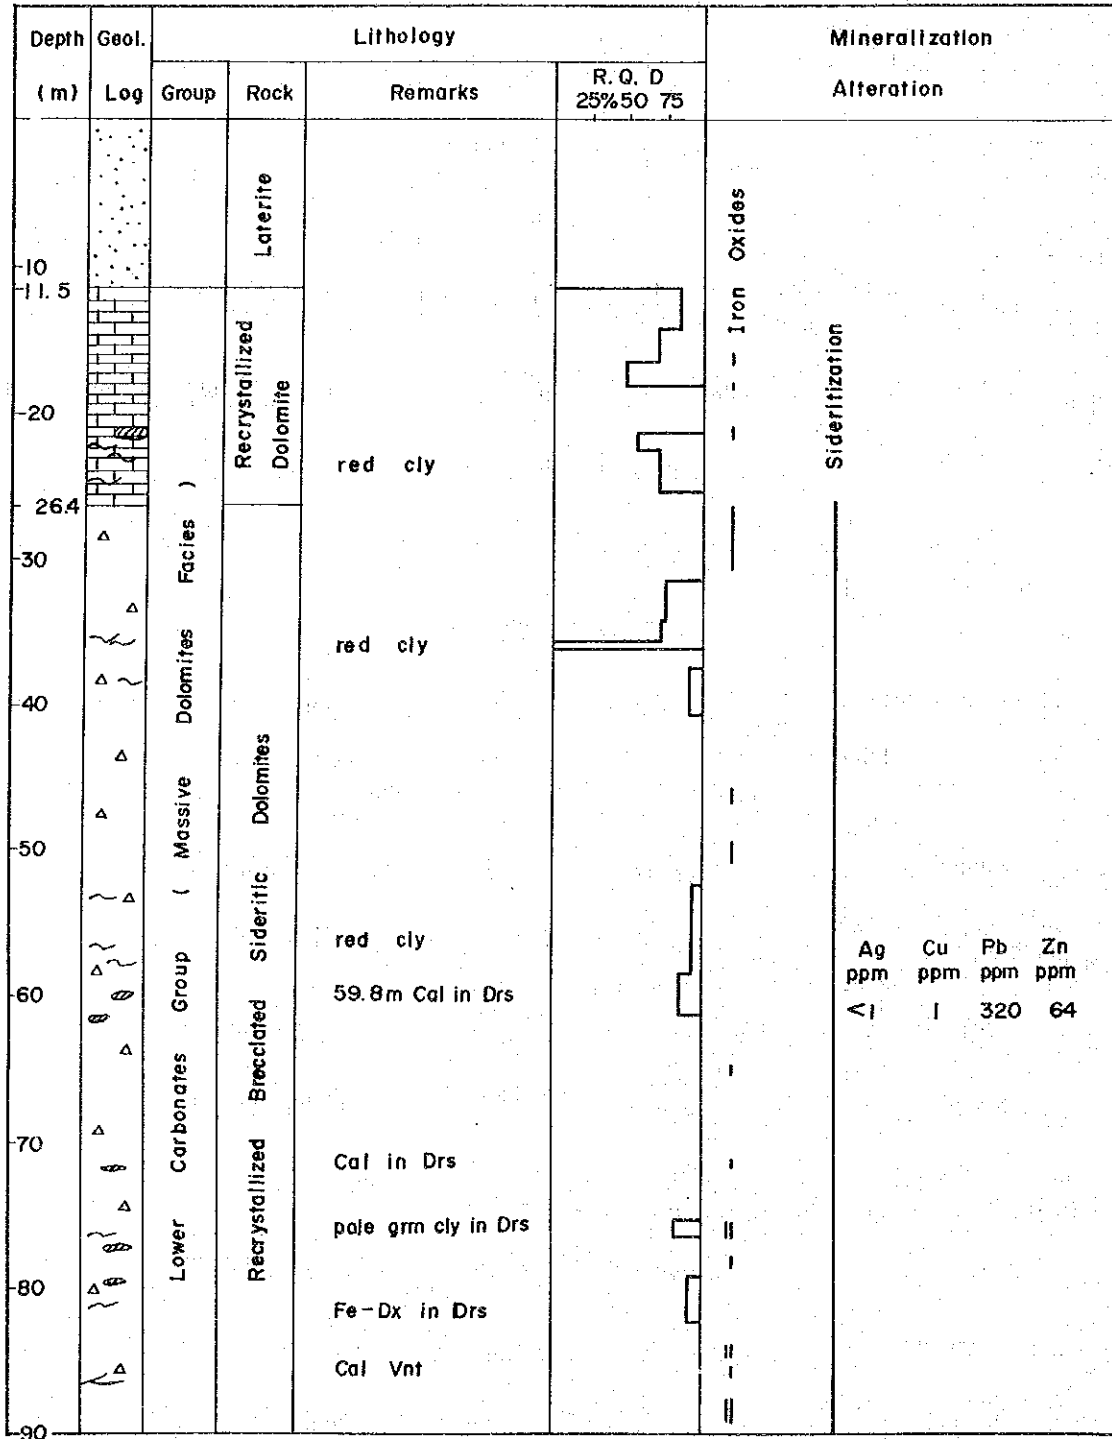 Depth Geol. Lithology Mineralization
(m) Log Group Rock Remarks R. Q. D Alteration
25% 50 75
Laterite
Iron Oxides
-10
-11.5
Recrystallized
Dolomite
Sideritization
-20
red cly
26.4
-30
Lower Carbonates Group ( Massive Dolomites Facies )
Recrystallized Brecciated Sideritic Dolomites
red cly
-40
-50
red cly
Ag Cu Pb Zn
ppm ppm ppm ppm
-60
59.8m Cal in Drs
<1 1 320 64
-70
Cal in Drs
pale grm cly in Drs
-80
Fe-Dx in Drs
Cal Vnt
-90